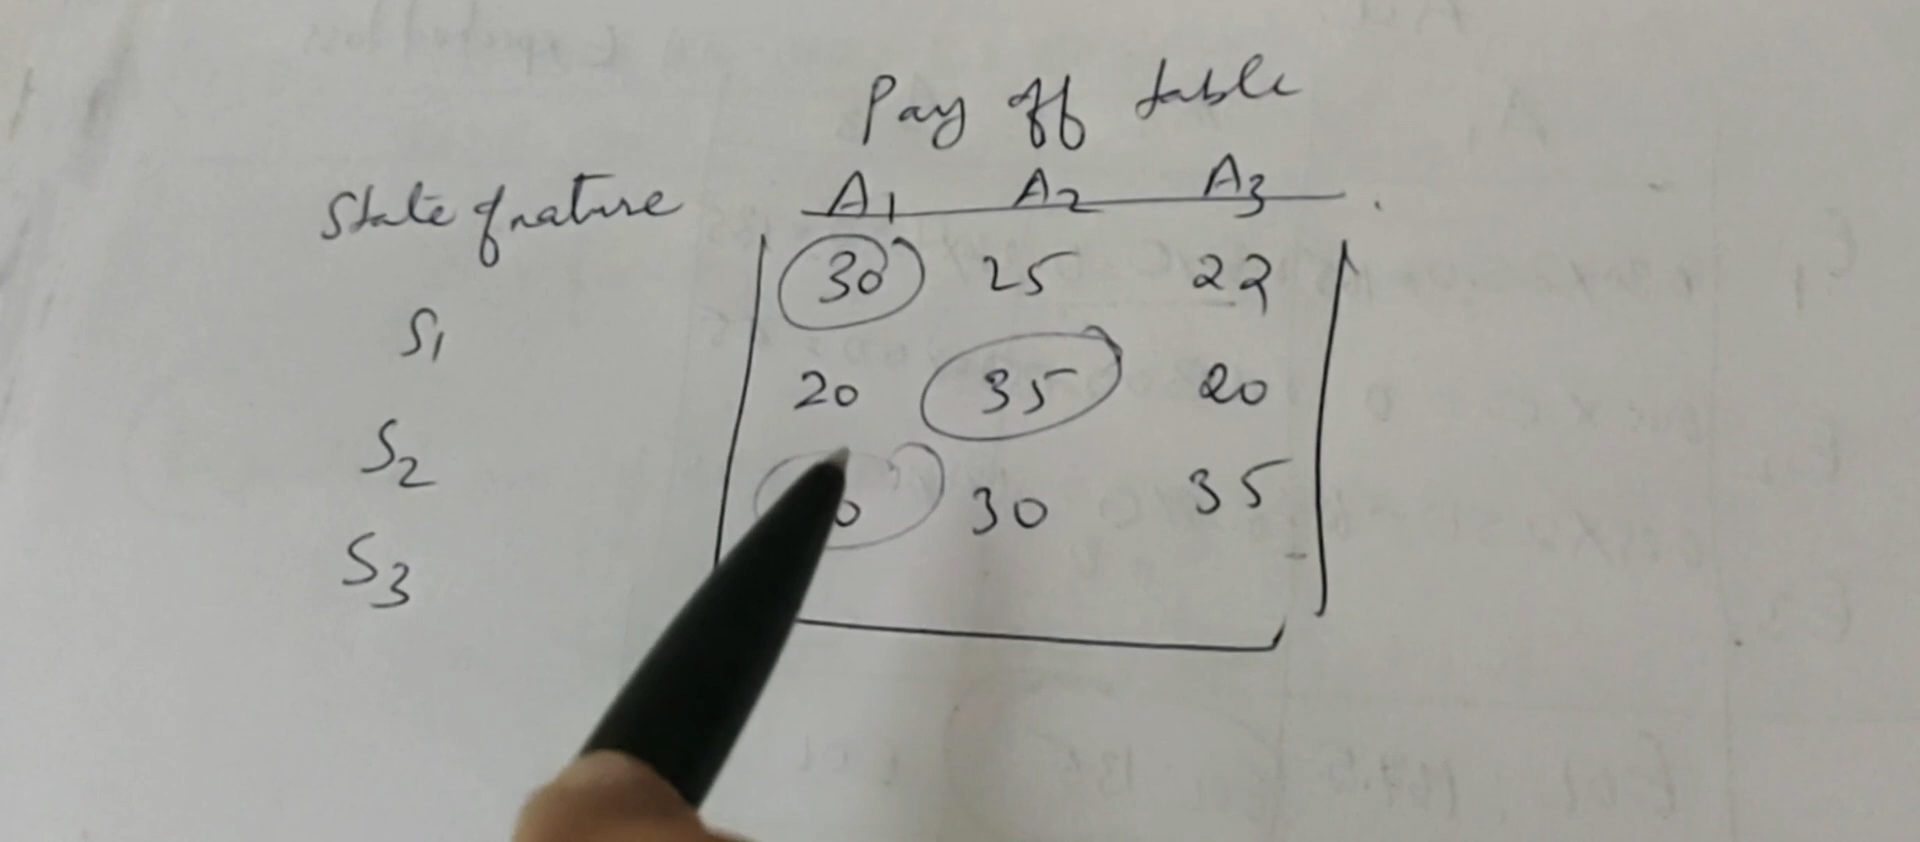 Pay off table
State of nature A1 A2 A3
30 25 22
S1
20 35 20
S2
30 35
S3